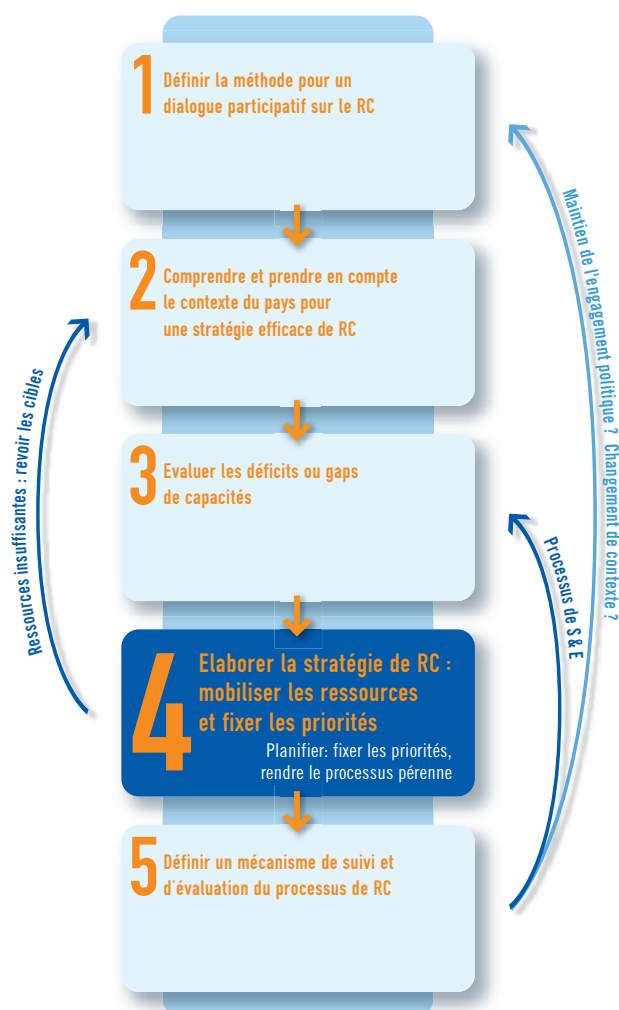 1
Définir la méthode pour un
dialogue participatif sur le RC
2
Comprendre et prendre en compte
le contexte du pays pour
une stratégie efficace de RC
3
Evaluer les déficits ou gaps
de capacités
4
Elaborer la stratégie de RC :
mobiliser les ressources
et fixer les priorités
Planifier: fixer les priorités,
rendre le processus pérenne
5
Définir un mécanisme de suivi et
d'évaluation du processus de RC
Ressources insuffisantes : revoir les cibles
Maintien de l'engagement politique ? Changement de contexte ?
Processus de S & E